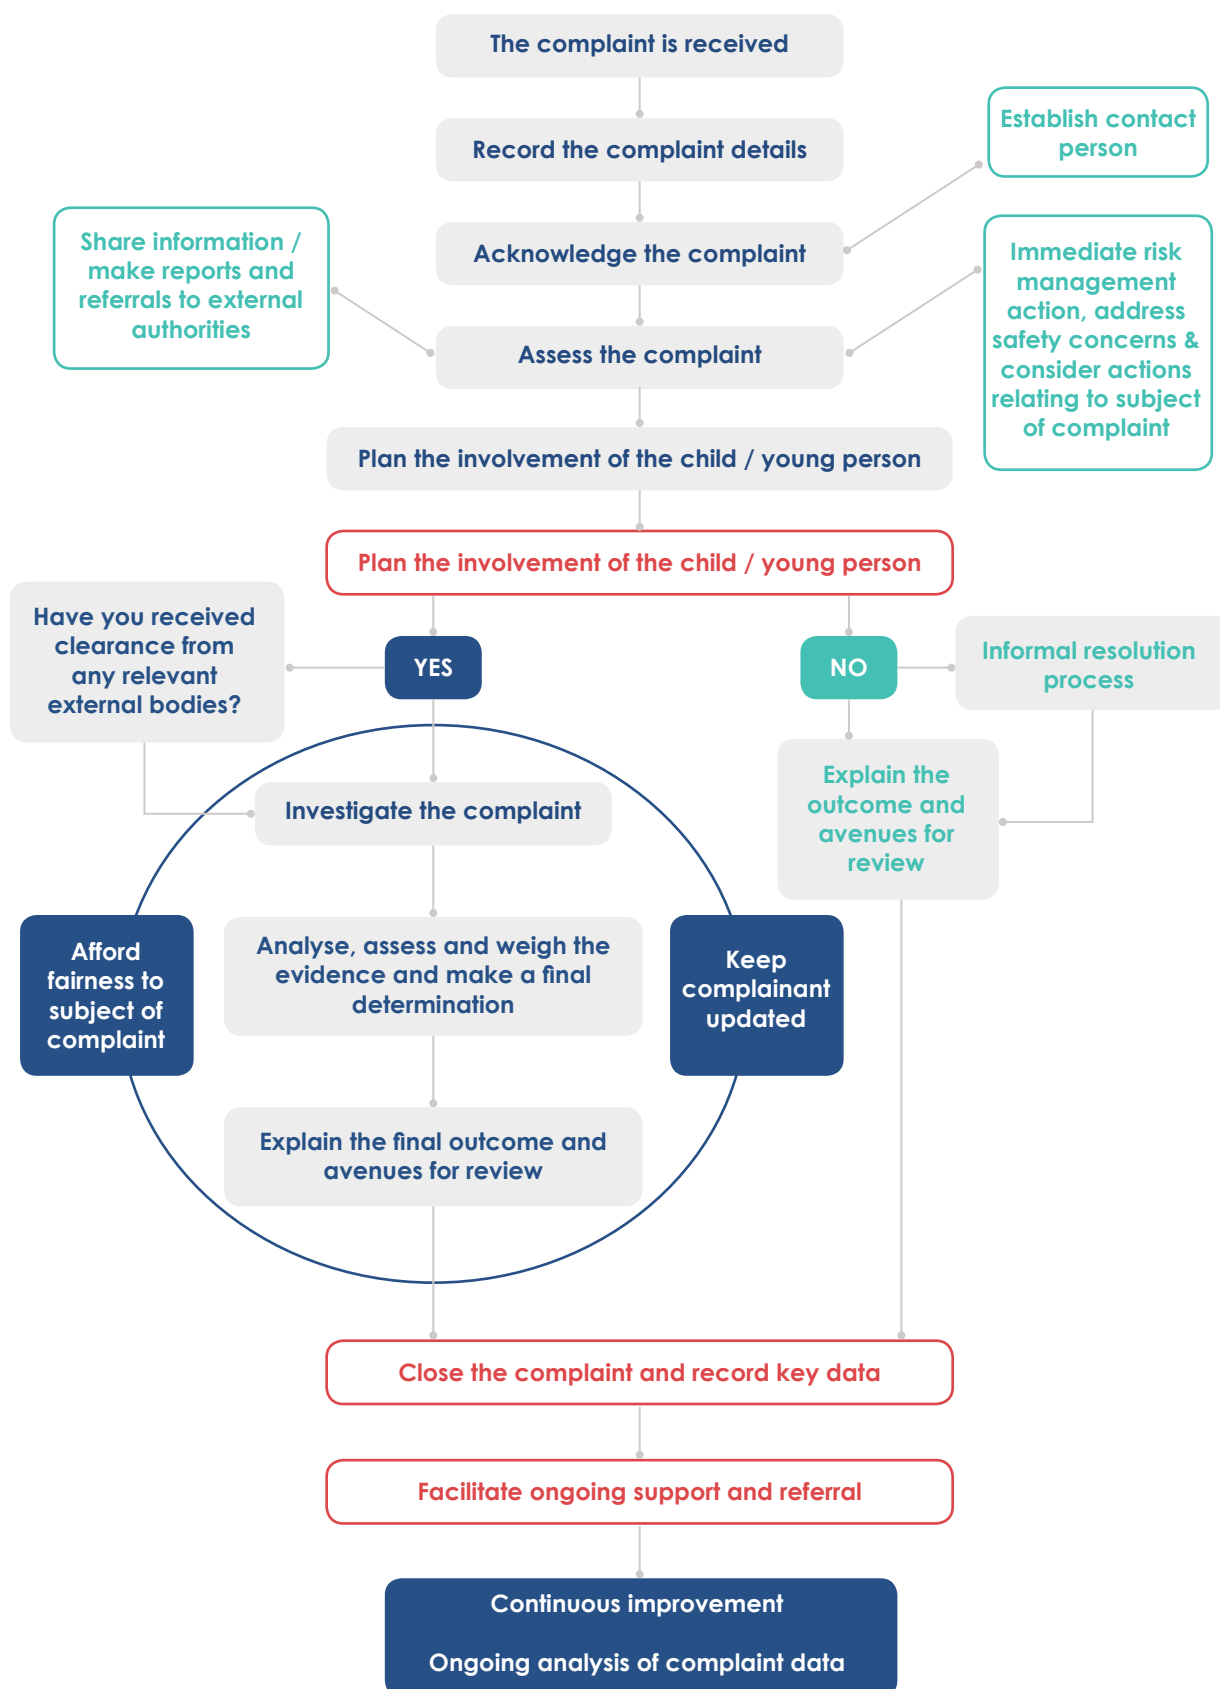 The complaint is received
Record the complaint details
Establish contact
person
Acknowledge the complaint
Share information /
make reports and
referrals to external
authorities
Immediate risk
management
action, address
safety concerns &
consider actions
relating to subject
of complaint
Assess the complaint
Plan the involvement of the child / young person
Plan the involvement of the child / young person
Have you received
clearance from
any relevant
external bodies?
YES
NO
Informal resolution
process
Explain the
outcome and
avenues for
review
Investigate the complaint
Afford
fairness to
subject of
complaint
Analyse, assess and weigh the
evidence and make a final
determination
Keep
complainant
updated
Explain the final outcome and
avenues for review
Close the complaint and record key data
Facilitate ongoing support and referral
Continuous improvement
Ongoing analysis of complaint data